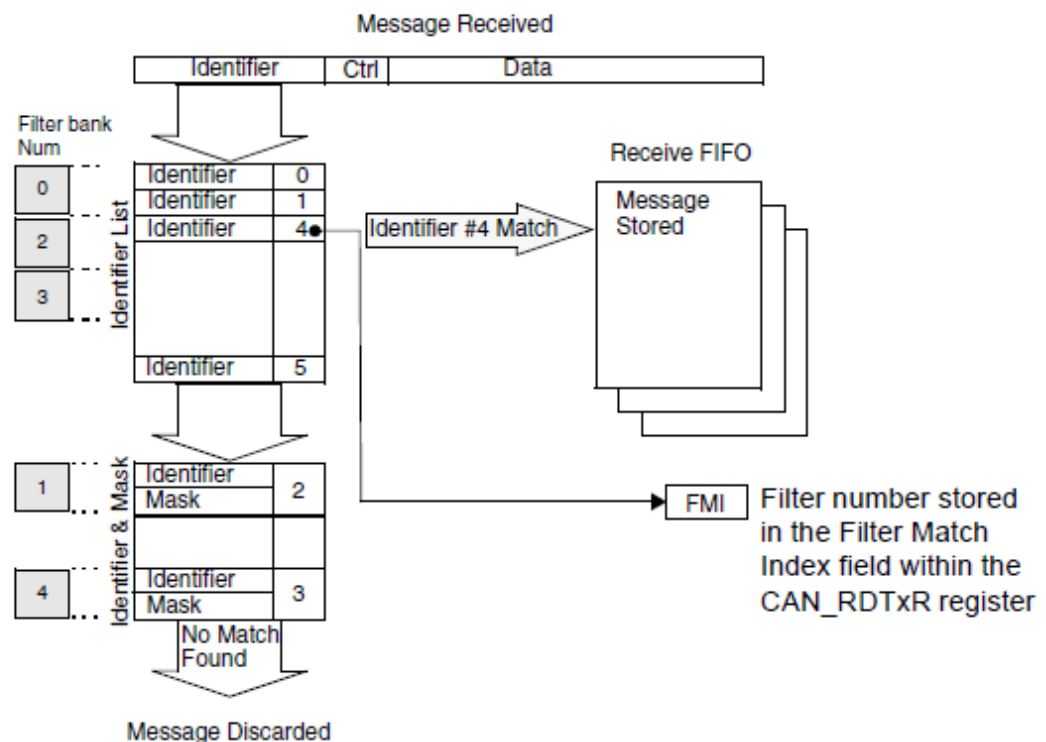 Message Received
Identifier Ctrl Data
Filter bank
Num
Receive FIFO
0
2
3
Identifier List
Identifier 0
Identifier 1
Identifier 4
Identifier 5
Identifier #4 Match
Message
Stored
1
4
Identifier & Mask
Identifier
Mask
2
Identifier
Mask
3
FMI
Filter number stored
in the Filter Match
Index field within the
CAN_RDTxR register
No Match
Found
Message Discarded